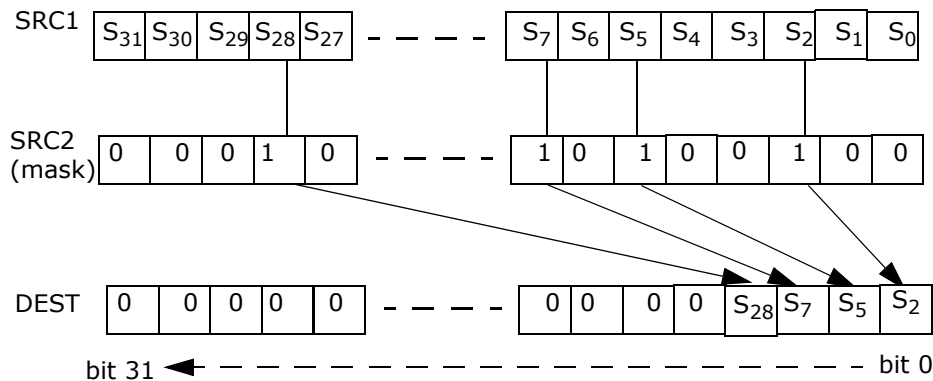 SRC1 S31 S30 S29 S28 S27 S7 S6 S5 S4 S3 S2 S1 S0
SRC2
(mask) 0 0 0 1 0 1 0 1 0 0 1 0 0
DEST 0 0 0 0 0 0 0 0 0 S28 S7 S5 S2
bit 31 bit 0